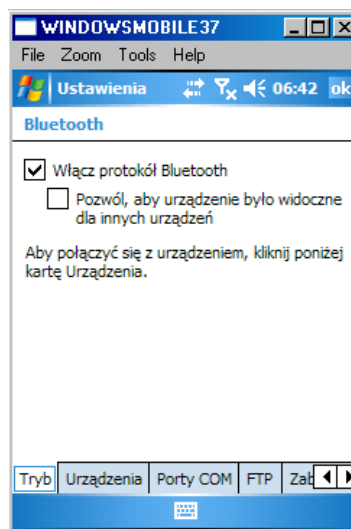 WINDOWSMOBILE37
File Zoom Tools Help
Ustawienia 06:42 ok
Bluetooth
Włącz protokół Bluetooth
Pozwól, aby urządzenie było widoczne
dla innych urządzeń
Aby połączyć się z urządzeniem, kliknij poniżej
kartę Urządzenia.
Tryb Urządzenia Porty COM FTP